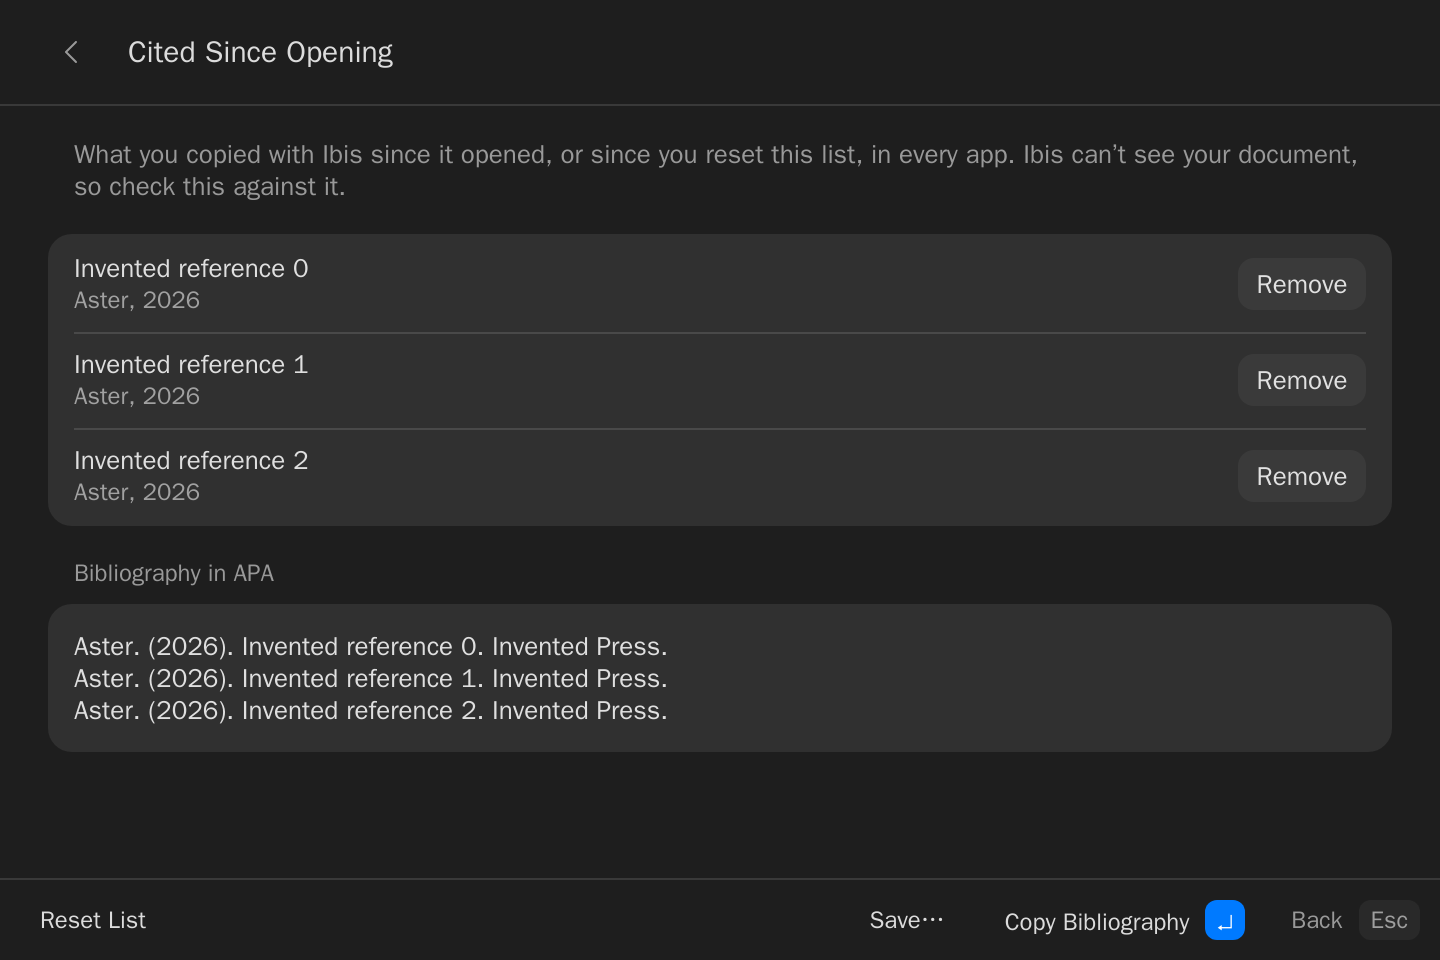 Cited Since Opening
What you copied with Ibis since it opened, or since you reset this list, in every app. Ibis can’t see your document,
so check this against it.
Invented reference 0
Aster, 2026
Remove
Invented reference 1
Aster, 2026
Remove
Invented reference 2
Aster, 2026
Remove
Bibliography in APA
Aster. (2026). Invented reference 0. Invented Press.
Aster. (2026). Invented reference 1. Invented Press.
Aster. (2026). Invented reference 2. Invented Press.
Reset List
Save…
Copy Bibliography
Back
Esc